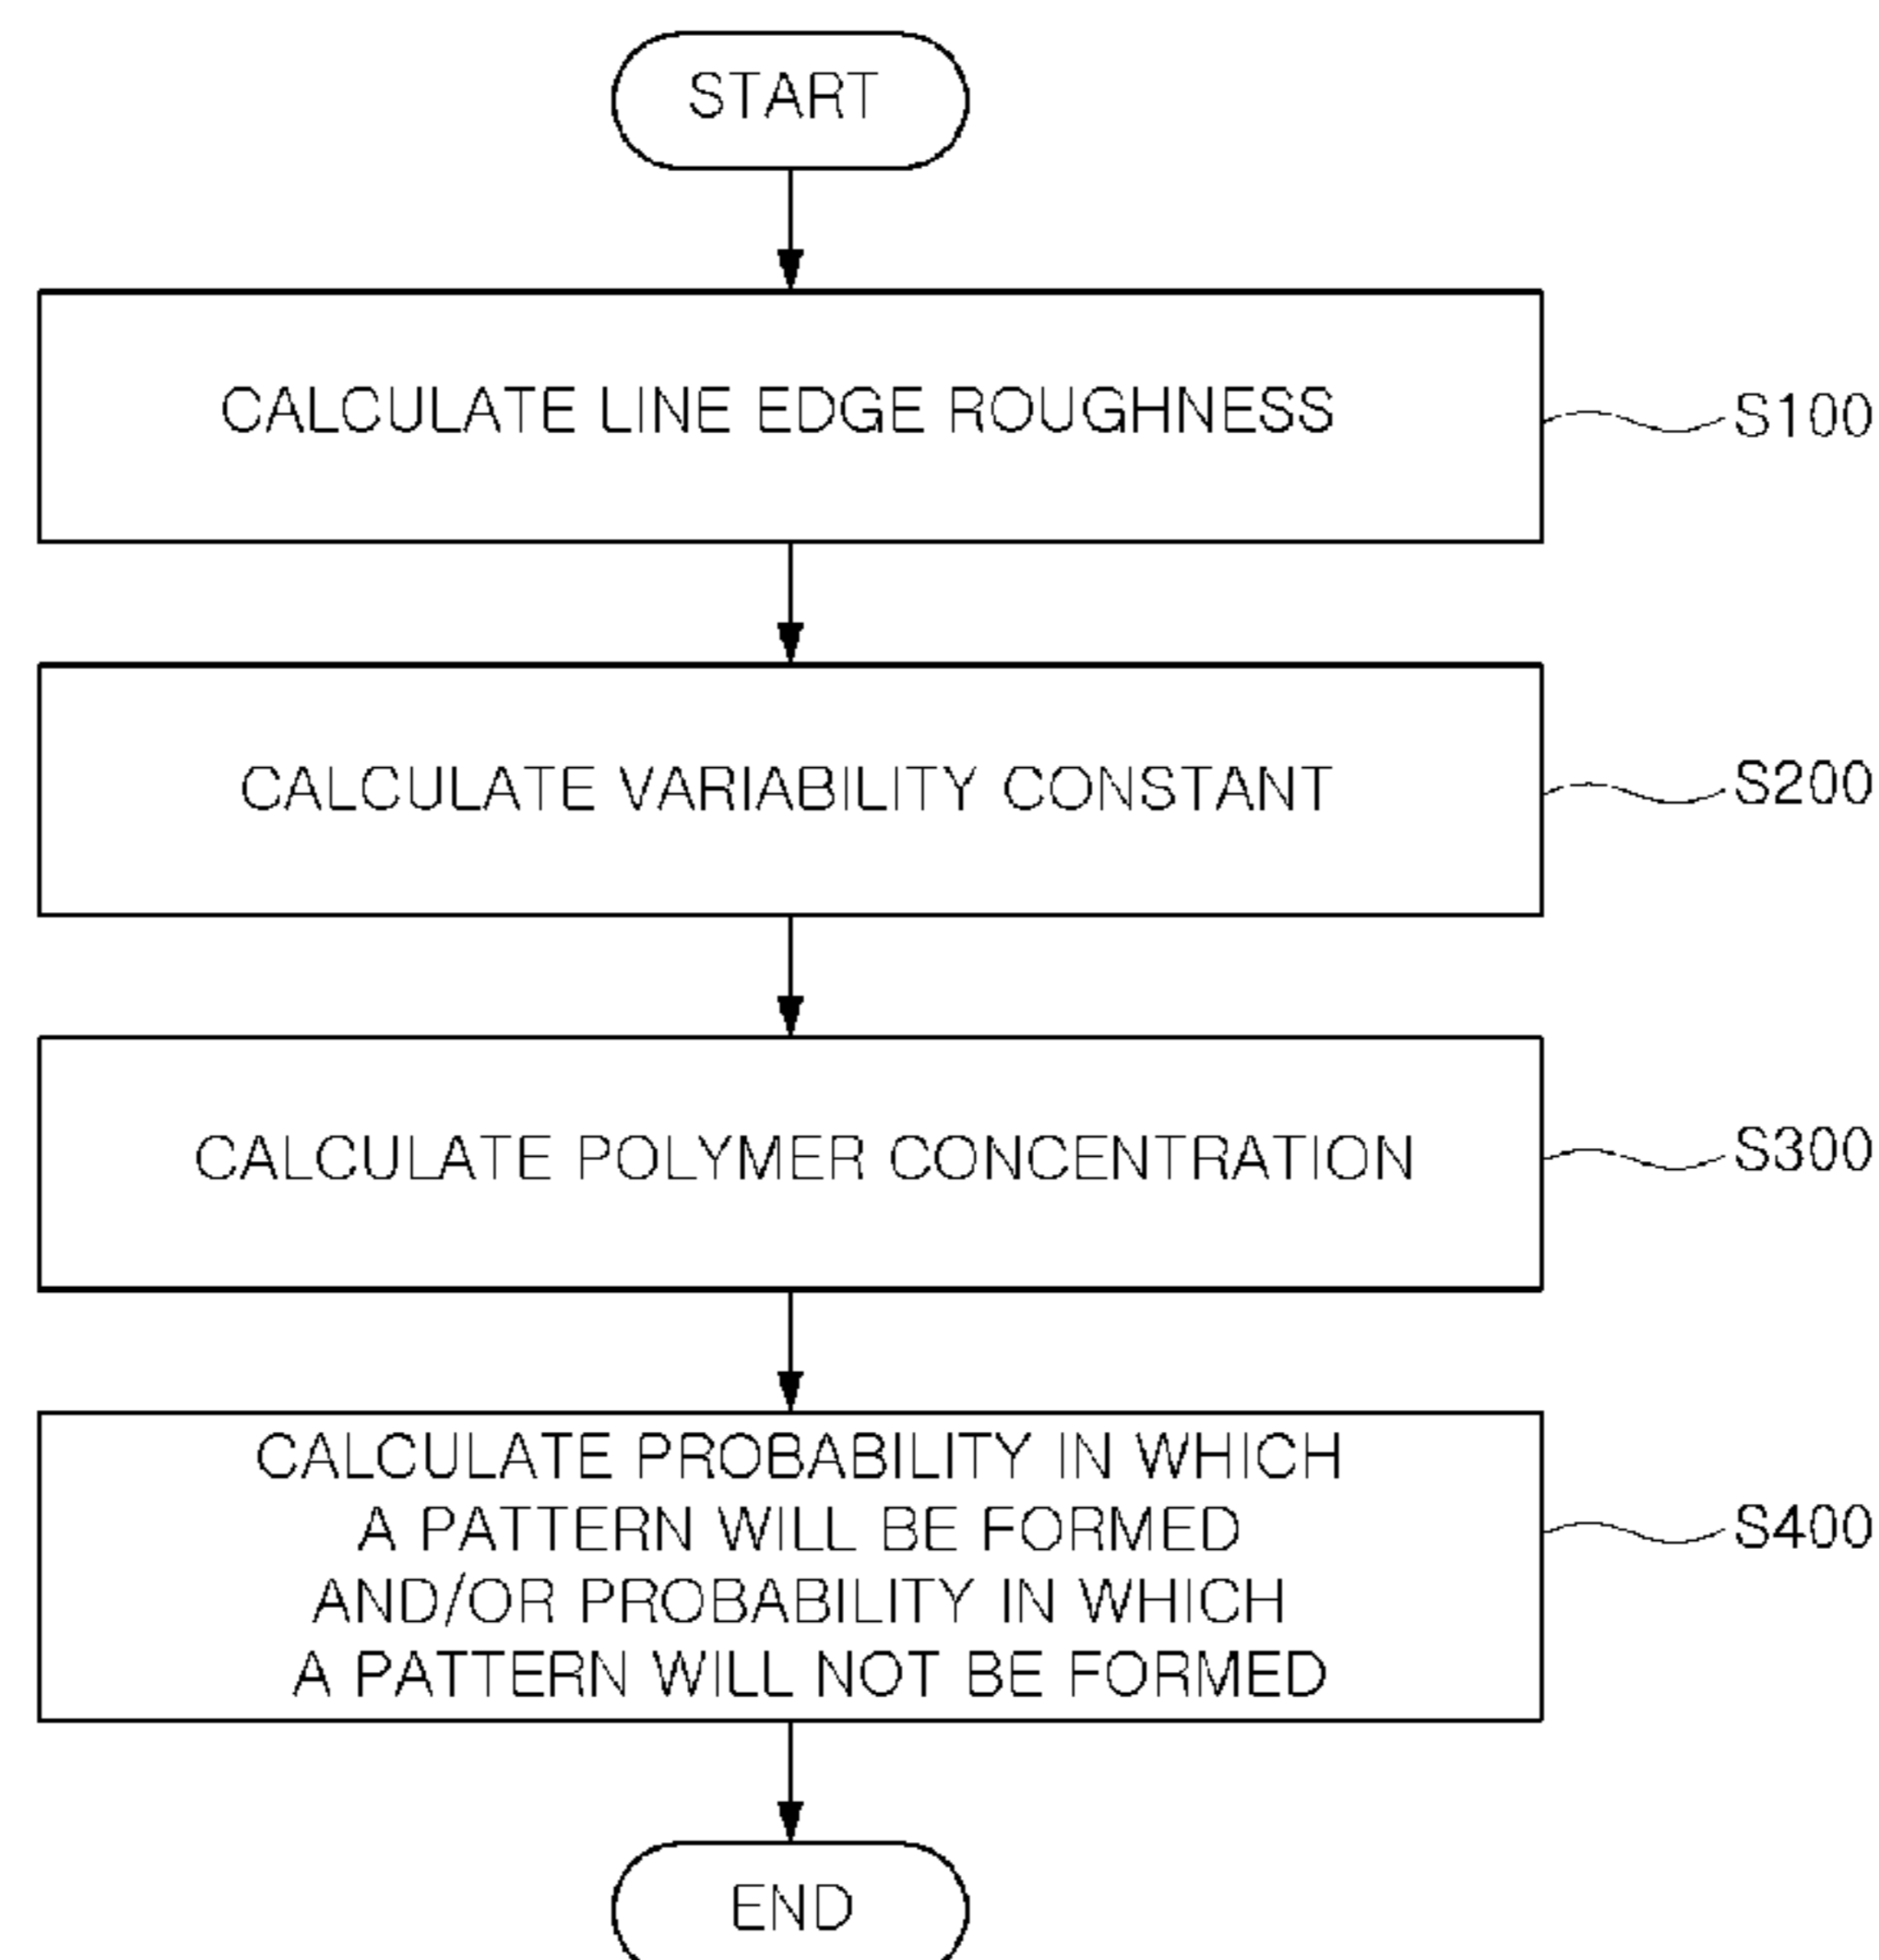 START
CALCULATE LINE EDGE ROUGHNESS
S100
CALCULATE VARIABILITY CONSTANT
S200
CALCULATE POLYMER CONCENTRATION
S300
CALCULATE PROBABILITY IN WHICH
A PATTERN WILL BE FORMED
AND/OR PROBABILITY IN WHICH
A PATTERN WILL NOT BE FORMED
S400
END